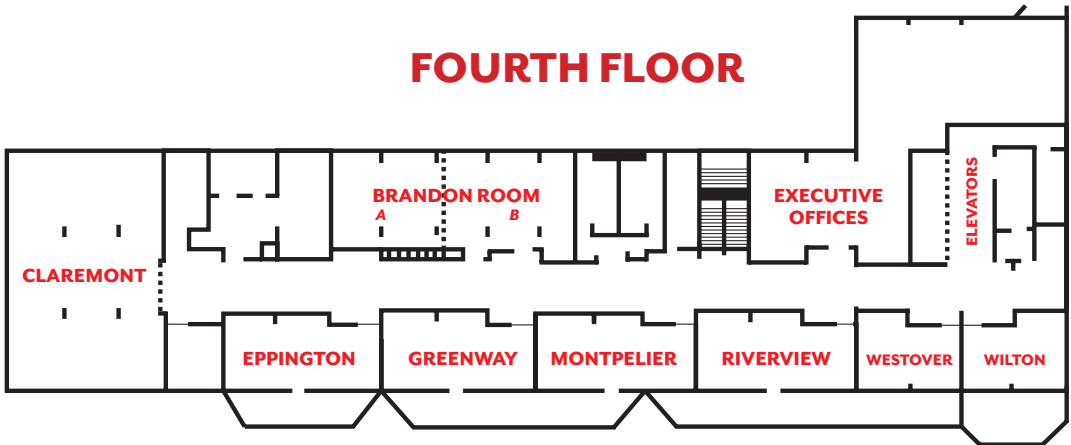 FOURTH FLOOR
BRANDON ROOM
A
B
EXECUTIVE
OFFICES
ELEVATORS
CLAREMONT
EPPINGTON
GREENWAY
MONTPELIER
RIVERVIEW
WESTOVER
WILTON